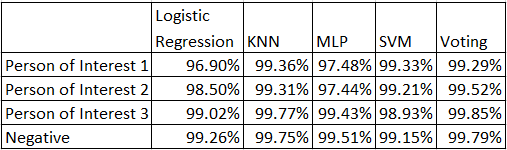 Logistic Regression KNN MLP SVM Voting
Person of Interest 1 96.90% 99.36% 97.48% 99.33% 99.29%
Person of Interest 2 98.50% 99.31% 97.44% 99.21% 99.52%
Person of Interest 3 99.02% 99.77% 99.43% 98.93% 99.85%
Negative 99.26% 99.75% 99.51% 99.15% 99.79%